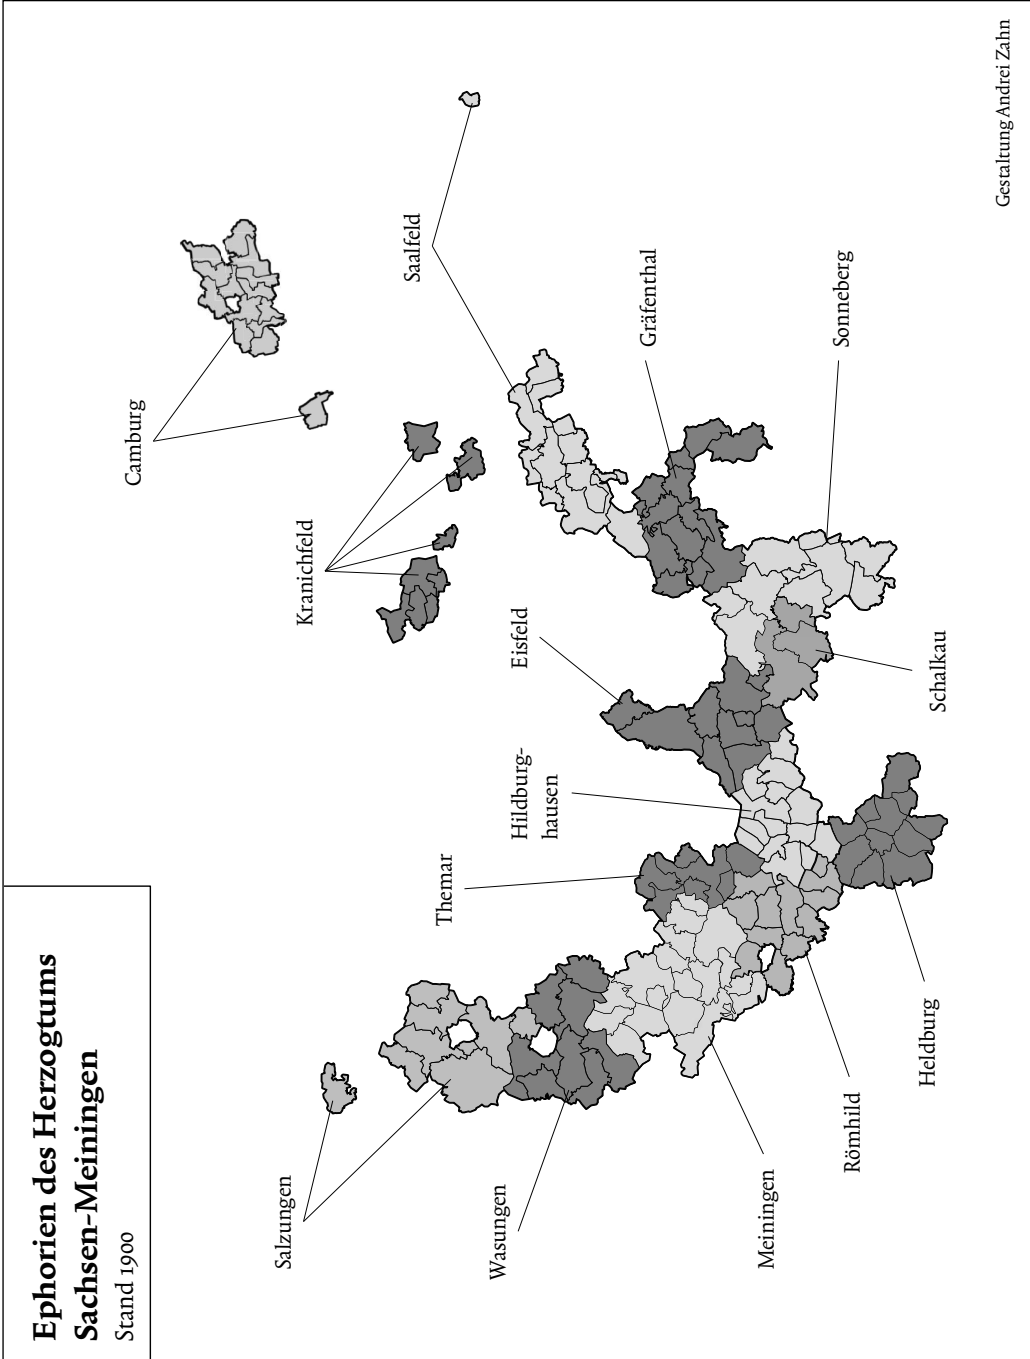 Ephorien des Herzogtums
Sachsen-Meiningen
Stand 1900
Salzungen
Wasungen
Meiningen
Römhild
Heldburg
Themar
Hildburg-
hausen
Eisfeld
Schalkau
Kranichfeld
Camburg
Saalfeld
Gräfenthal
Sonneberg
Gestaltung Andrei Zahn